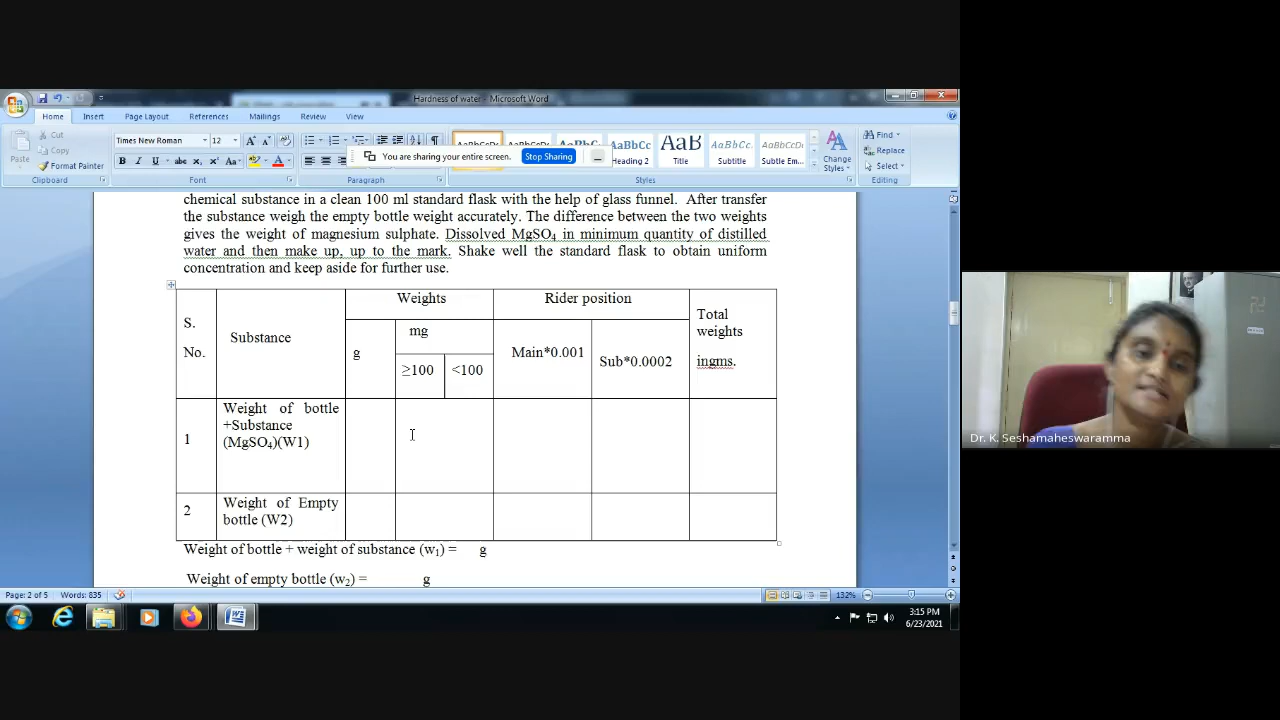 Hardness of water - Microsoft Word
Home Insert Page Layout References Mailings Review View
Cut
Copy
Format Painter
Paste
Clipboard
Times New Roman 12
Font
Paragraph
You are sharing your entire screen. Stop Sharing
AaBbCcDc AaBbCcDc AaBbC AaBbCc AaB AaBbCc. AaBbCcDc
Heading 2 Title Subtitle Subtle Em...
Styles
Change Styles
Find
Replace
Select
Editing
chemical substance in a clean 100 ml standard flask with the help of glass funnel. After transfer
the substance weigh the empty bottle weight accurately. The difference between the two weights
gives the weight of magnesium sulphate. Dissolved MgSO4 in minimum quantity of distilled
water and then make up, up to the mark. Shake well the standard flask to obtain uniform
concentration and keep aside for further use.
S. No.
Substance
Weights
g
mg
≥100 <100
Rider position
Main*0.001
Sub*0.0002
Total
weights
ingms.
1
Weight of bottle
+Substance
(MgSO4)(W1)
2
Weight of Empty
bottle (W2)
Weight of bottle + weight of substance (w1) = g
Weight of empty bottle (w2) = g
Page: 2 of 5 Words: 835 132%
3:15 PM
6/23/2021
Dr. K. Seshamaheswaramma